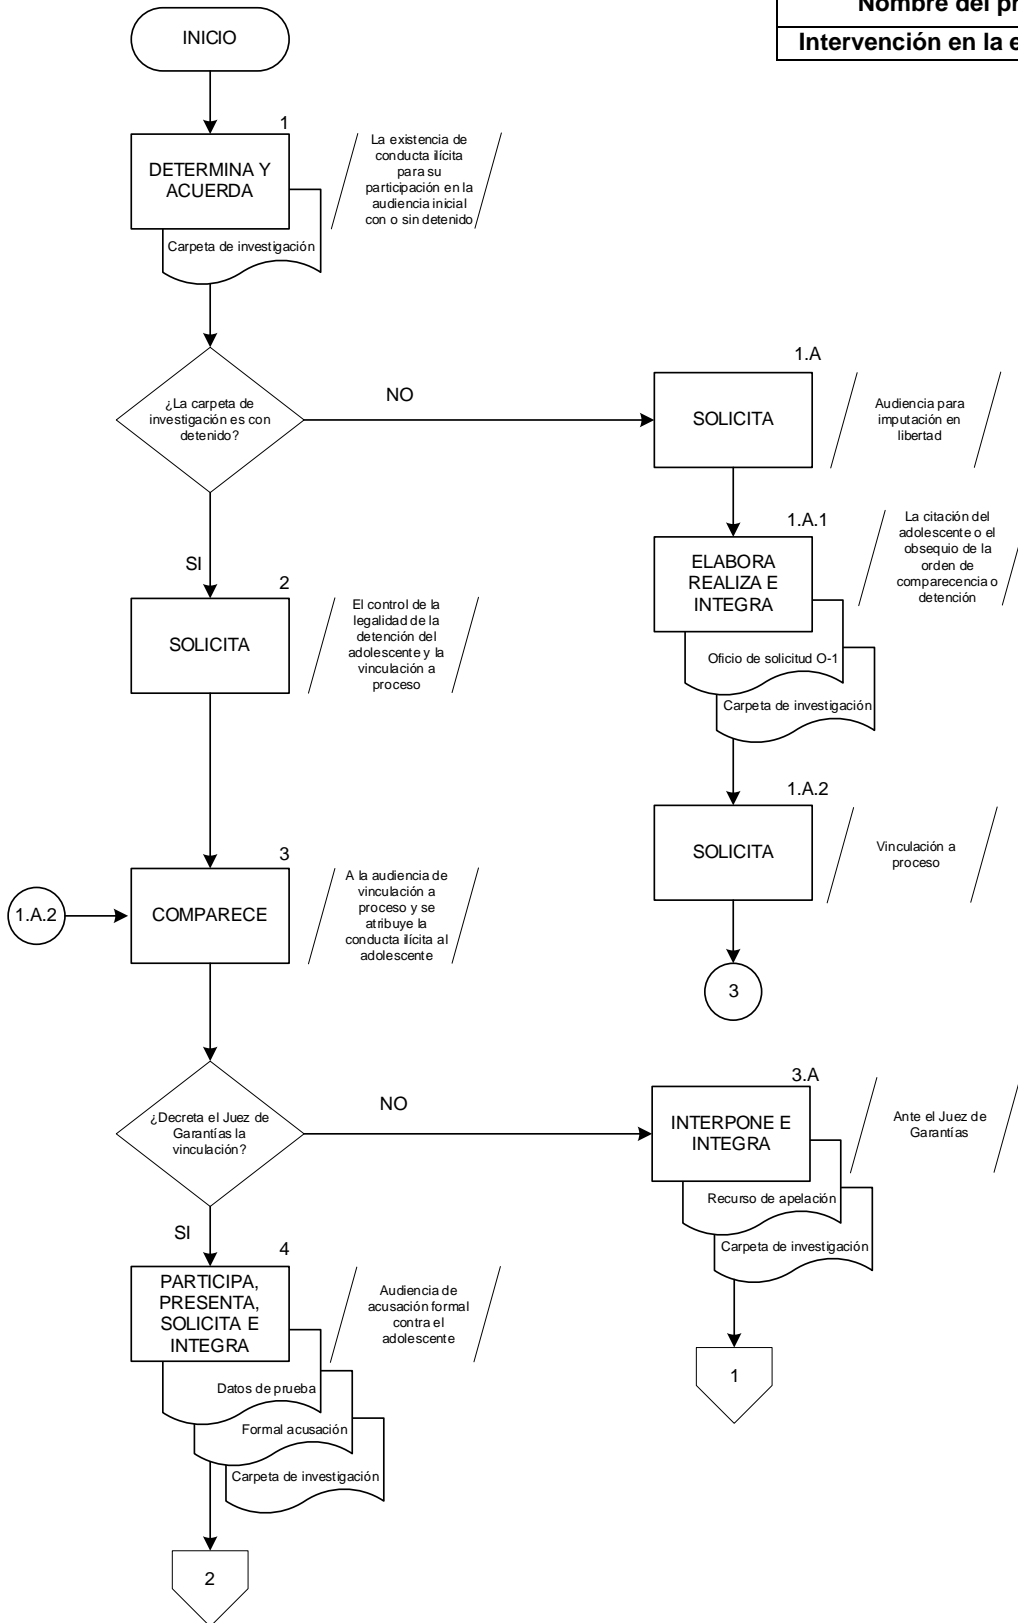 Nombre del pr
Intervención en la e
INICIO
1
DETERMINA Y
ACUERDA
Carpeta de investigación
La existencia de
conducta ilícita
para su
participación en la
audiencia inicial
con o sin detenido
¿La carpeta de
investigación es con
detenido?
NO
1.A
SOLICITA
Audiencia para
imputación en
libertad
1.A.1
ELABORA
REALIZA E
INTEGRA
Oficio de solicitud O-1
Carpeta de investigación
La citación del
adolescente o el
obsequio de la
orden de
comparecencia o
detención
SI
2
SOLICITA
El control de la
legalidad de la
detención del
adolescente y la
vinculación a
proceso
1.A.2
SOLICITA
Vinculación a
proceso
3
1.A.2
3
COMPARECE
A la audiencia de
vinculación a
proceso y se
atribuye la
conducta ilícita al
adolescente
¿Decreta el Juez de
Garantías la
vinculación?
NO
3.A
INTERPONE E
INTEGRA
Recurso de apelación
Carpeta de investigación
Ante el Juez de
Garantías
1
SI
4
PARTICIPA,
PRESENTA,
SOLICITA E
INTEGRA
Datos de prueba
Formal acusación
Carpeta de investigación
Audiencia de
acusación formal
contra el
adolescente
2